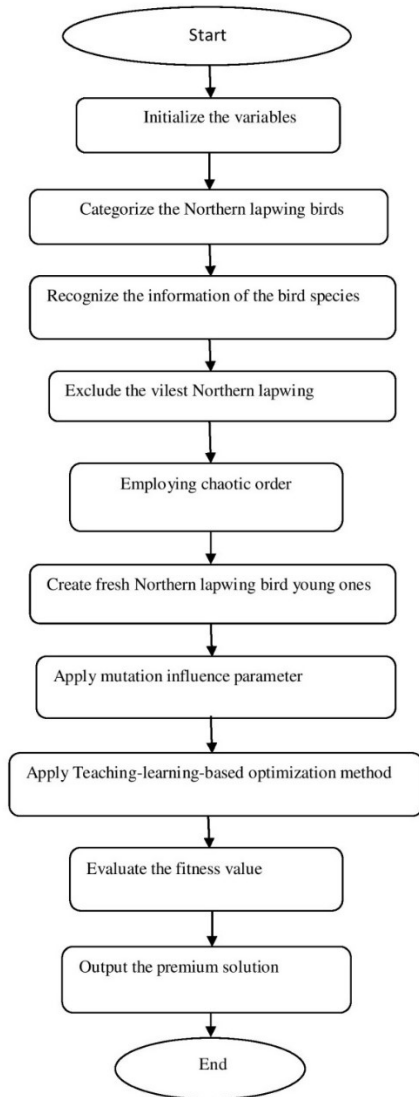 Start
Initialize the variables
Categorize the Northern lapwing birds
Recognize the information of the bird species
Exclude the vilest Northern lapwing
Employing chaotic order
Create fresh Northern lapwing bird young ones
Apply mutation influence parameter
Apply Teaching-learning-based optimization method
Evaluate the fitness value
Output the premium solution
End